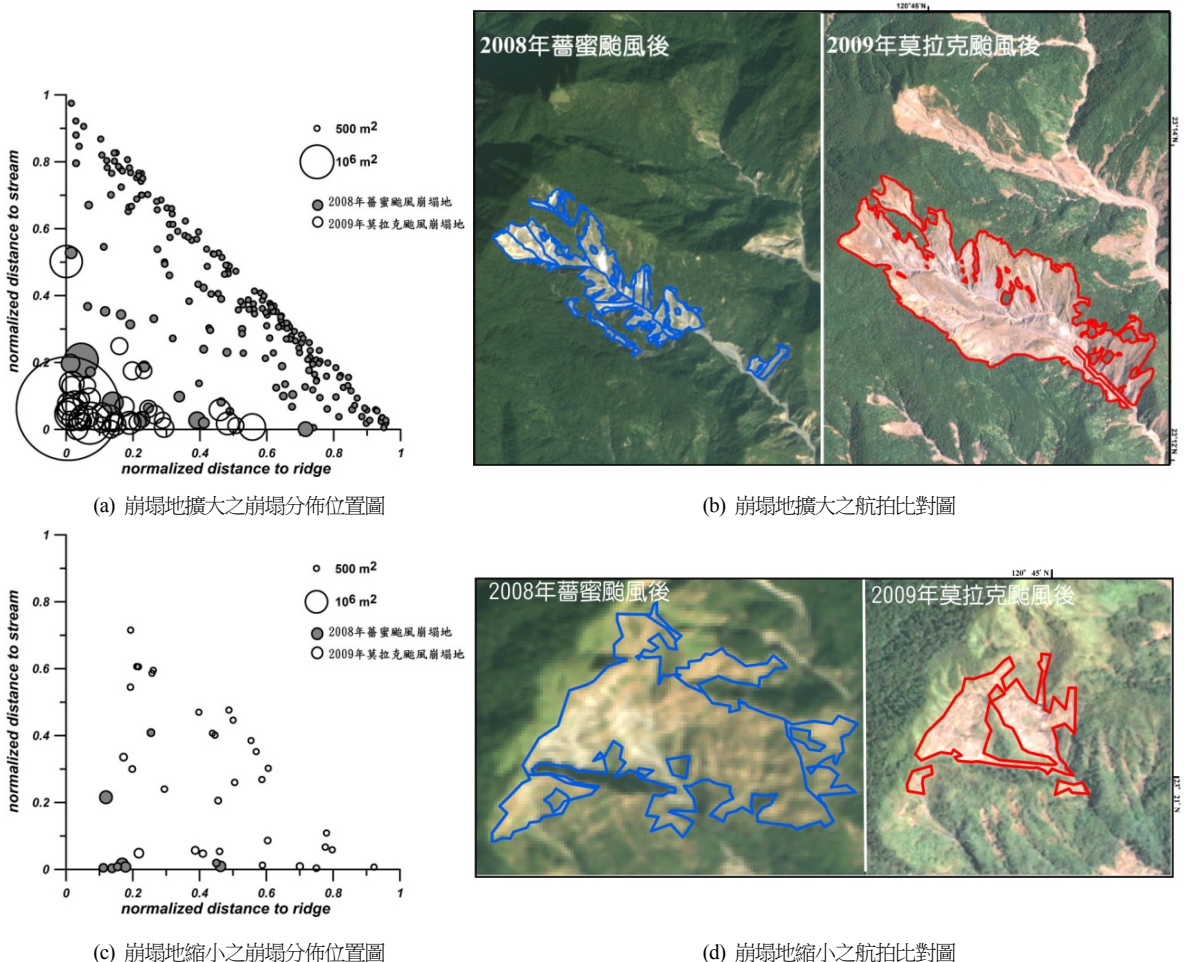 1
0.8
0.6
0.4
0.2
0
0
0.2
0.4
0.6
0.8
1
normalized distance to stream
normalized distance to ridge
500 m2
10⁶ m2
2008年薔蜜颱風崩塌地
2009年莫拉克颱風崩塌地
(a) 崩塌地擴大之崩塌分佈位置圖
120°45'N
2008年薔蜜颱風後
2009年莫拉克颱風後
23°14'N
23°12'N
(b) 崩塌地擴大之航拍比對圖
1
0.8
0.6
0.4
0.2
0
0
0.2
0.4
0.6
0.8
1
normalized distance to stream
normalized distance to ridge
500 m2
10⁶ m2
2008年薔蜜颱風崩塌地
2009年莫拉克颱風崩塌地
(c) 崩塌地縮小之崩塌分佈位置圖
120° 45' N
2008年薔蜜颱風後
2009年莫拉克颱風後
23° 21' N
(d) 崩塌地縮小之航拍比對圖